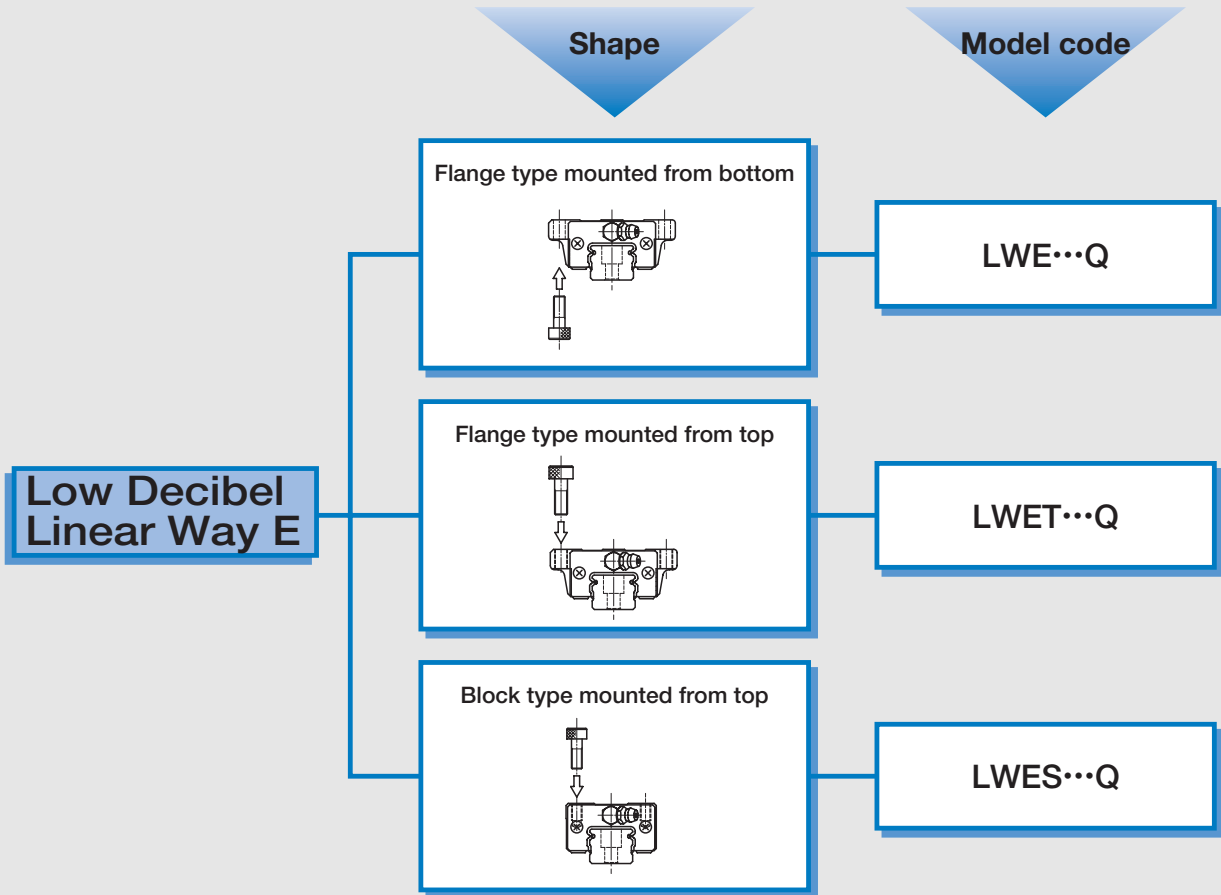 Shape
Model code
Flange type mounted from bottom
LWE···Q
Low Decibel
Linear Way E
Flange type mounted from top
LWET···Q
Block type mounted from top
LWES···Q